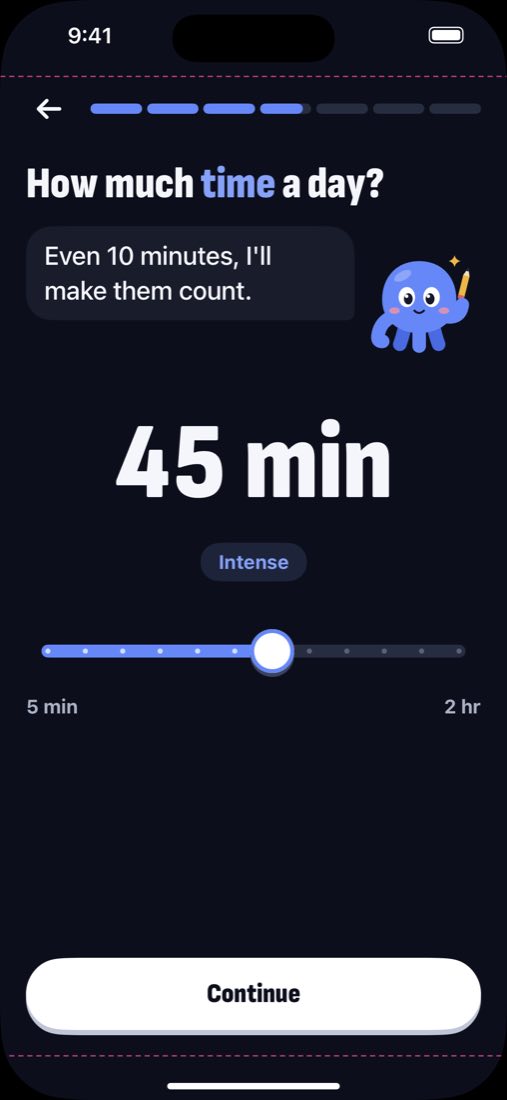 9:41
How much time a day?
Even 10 minutes, I'll
make them count.
45 min
Intense
5 min
2 hr
Continue